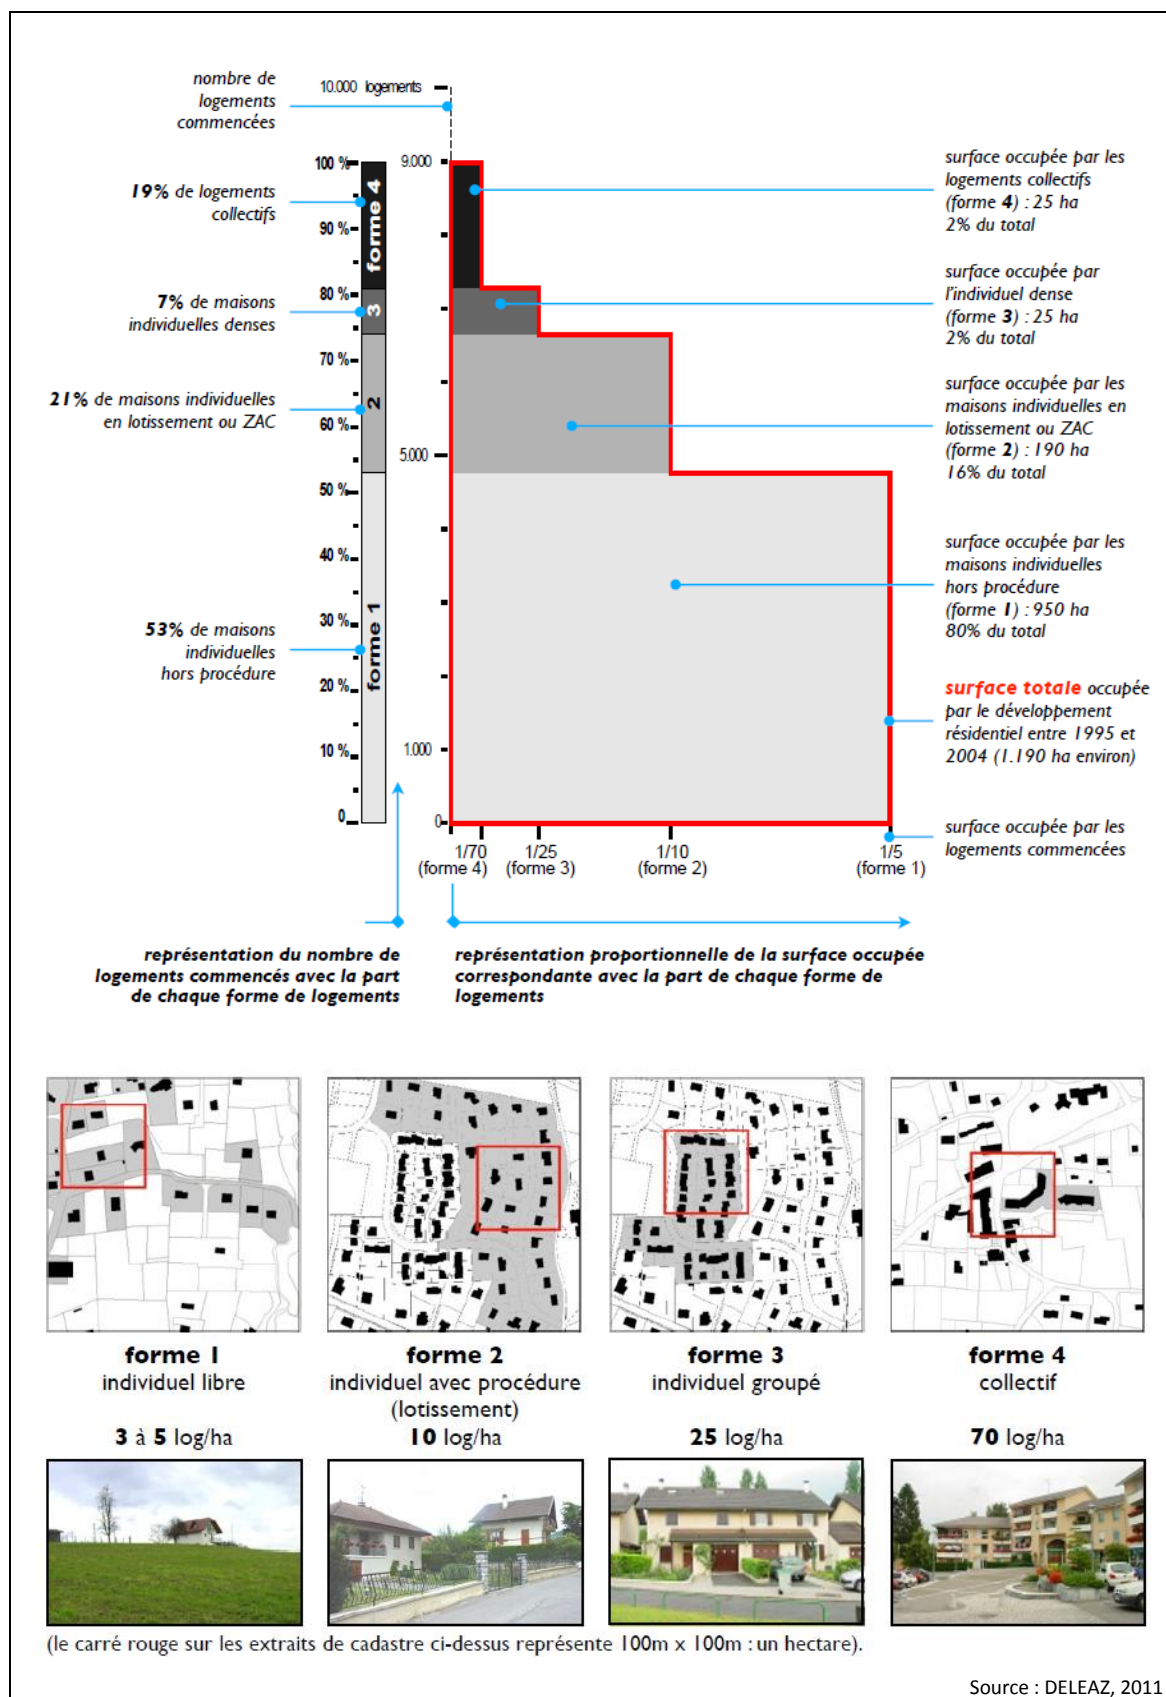 nombre de
logements
commencées
10.000 logements
100 %
90 %
80 %
70 %
60 %
50 %
40 %
30 %
20 %
10 %
0
forme 4
3
2
forme 1
9.000
5.000
1.000
0
19% de logements
collectifs
7% de maisons
individuelles denses
21% de maisons individuelles
en lotissement ou ZAC
53% de maisons
individuelles
hors procédure
surface occupée par les
logements collectifs
(forme 4) : 25 ha
2% du total
surface occupée par
l'individuel dense
(forme 3) : 25 ha
2% du total
surface occupée par les
maisons individuelles en
lotissement ou ZAC
(forme 2) : 190 ha
16% du total
surface occupée par les
maisons individuelles
hors procédure
(forme 1) : 950 ha
80% du total
surface totale occupée
par le développement
résidentiel entre 1995 et
2004 (1.190 ha environ)
surface occupée par les
logements commencées
1/70
(forme 4)
1/25
(forme 3)
1/10
(forme 2)
1/5
(forme 1)
représentation du nombre de
logements commencés avec la part
de chaque forme de logements
représentation proportionnelle de la surface occupée
correspondante avec la part de chaque forme de
logements
forme 1
individuel libre
3 à 5 log/ha
forme 2
individuel avec procédure
(lotissement)
10 log/ha
forme 3
individuel groupé
25 log/ha
forme 4
collectif
70 log/ha
(le carré rouge sur les extraits de cadastre ci-dessus représente 100m x 100m : un hectare).
Source : DELEAZ, 2011